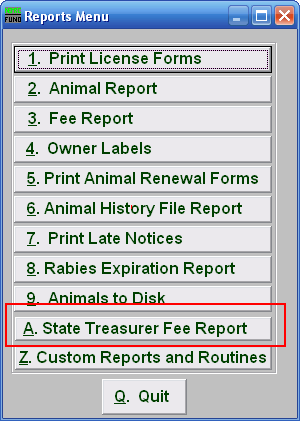 FUND
Reports Menu
1. Print License Forms
2. Animal Report
3. Fee Report
4. Owner Labels
5. Print Animal Renewal Forms
6. Animal History File Report
7. Print Late Notices
8. Rabies Expiration Report
9. Animals to Disk
A. State Treasurer Fee Report
Z. Custom Reports and Routines
Q. Quit